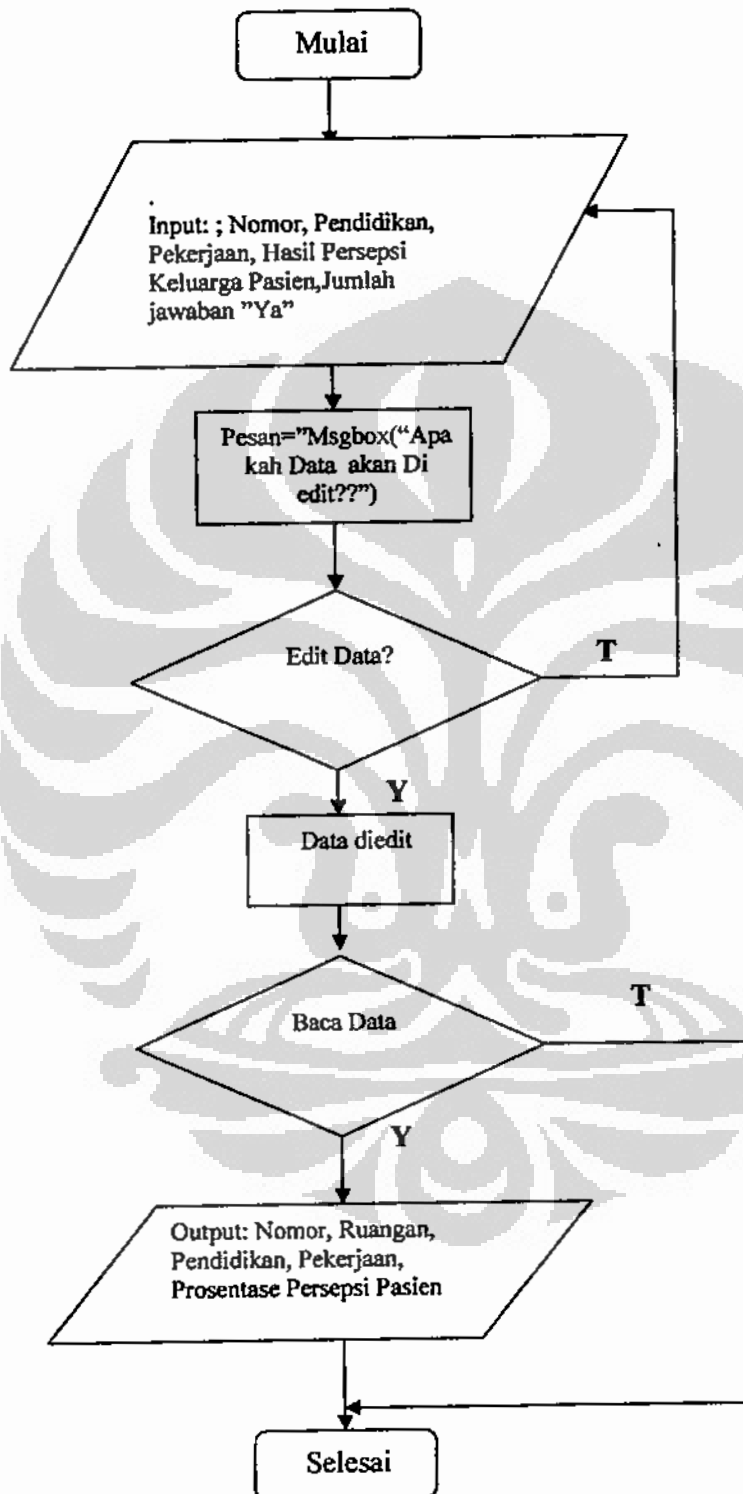 Mulai
.
Input: ; Nomor, Pendidikan,
Pekerjaan, Hasil Persepsi
Keluarga Pasien,Jumlah
jawaban ”Ya”
Pesan=”Msgbox(“Apa
kah Data akan Di
edit??”)
Edit Data?
T
Y
Data diedit
Baca Data
T
Y
Output: Nomor, Ruangan,
Pendidikan, Pekerjaan,
Prosentase Persepsi Pasien
Selesai